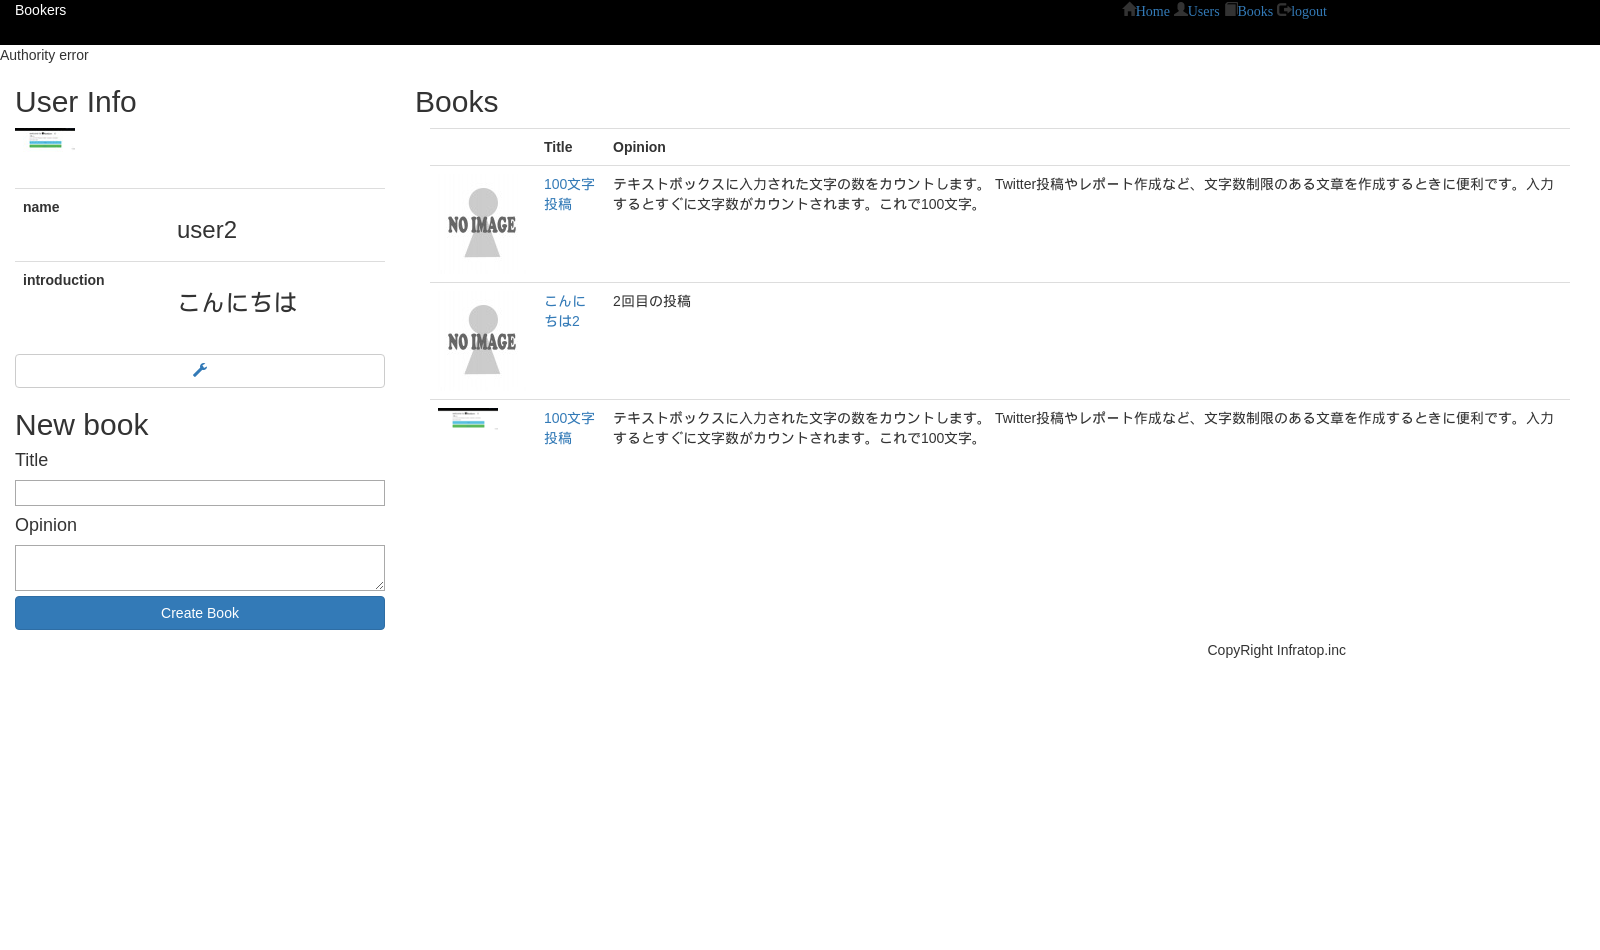 Bookers
Home Users Books logout
Authority error
User Info
name
user2
introduction
こんにちは
New book
Title
Opinion
Create Book
Books
Title Opinion
NO IMAGE
100文字
投稿
テキストボックスに入力された文字の数をカウントします。 Twitter投稿やレポート作成など、文字数制限のある文章を作成するときに便利です。入力
するとすぐに文字数がカウントされます。これで100文字。
NO IMAGE
こんに
ちは2
2回目の投稿
100文字
投稿
テキストボックスに入力された文字の数をカウントします。 Twitter投稿やレポート作成など、文字数制限のある文章を作成するときに便利です。入力
するとすぐに文字数がカウントされます。これで100文字。
CopyRight Infratop.inc